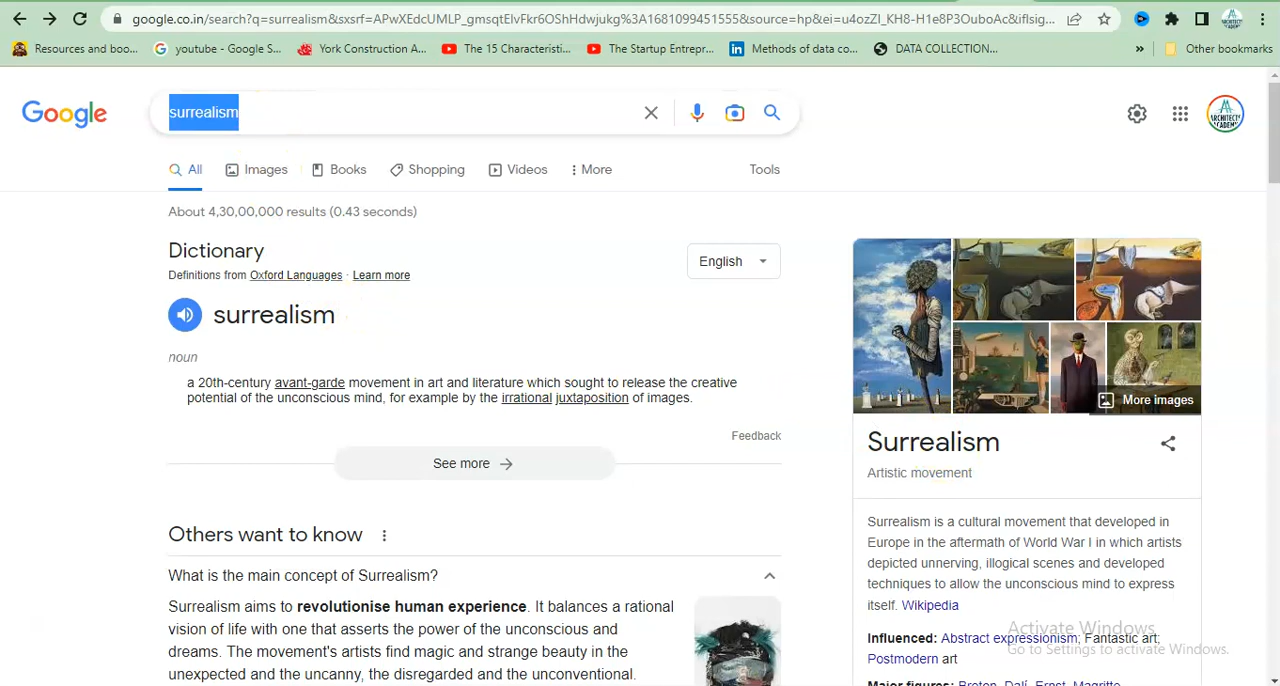 google.co.in/search?q=surrealism&sxsrf=APwXEdcUMLP_gmsqtElvFkr6OShHdwjukg%3A1681099451555&source=hp&ei=u4ozZI_KH8-H1e8P3OuboAc&iflsig...
Resources and boo...
youtube - Google S...
York Construction A...
The 15 Characteristi...
The Startup Entrepr...
Methods of data co...
DATA COLLECTION...
»
Other bookmarks
Google
surrealism
ARCHITECTY ACADEMY
All
Images
Books
Shopping
Videos
More
Tools
About 4,30,00,000 results (0.43 seconds)
Dictionary
English
Definitions from Oxford Languages · Learn more
surrealism
noun
a 20th-century avant-garde movement in art and literature which sought to release the creative
potential of the unconscious mind, for example by the irrational juxtaposition of images.
Feedback
See more
Others want to know
What is the main concept of Surrealism?
Surrealism aims to revolutionise human experience. It balances a rational
vision of life with one that asserts the power of the unconscious and
dreams. The movement's artists find magic and strange beauty in the
unexpected and the uncanny, the disregarded and the unconventional.
More images
Surrealism
Artistic movement
Surrealism is a cultural movement that developed in
Europe in the aftermath of World War I in which artists
depicted unnerving, illogical scenes and developed
techniques to allow the unconscious mind to express
itself. Wikipedia
Influenced: Abstract expressionism; Fantastic art;
Postmodern art
Major figures: Breton, Dalí, Ernst, Magritte
Activate Windows
Go to Settings to activate Windows.